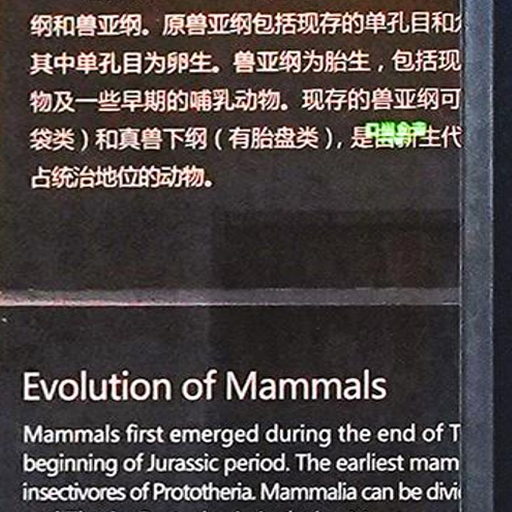 纲和兽亚纲。原兽亚纲包括现存的单孔目和
其中单孔目为卵生。兽亚纲为胎生，包括现
物及一些早期的哺乳动物。现存的兽亚纲可
袋类）和真兽下纲（有胎盘类），是由新生代
占统治地位的动物。
Evolution of Mammals
Mammals first emerged during the end of T
beginning of Jurassic period. The earliest mam
insectivores of Prototheria. Mammalia can be divi